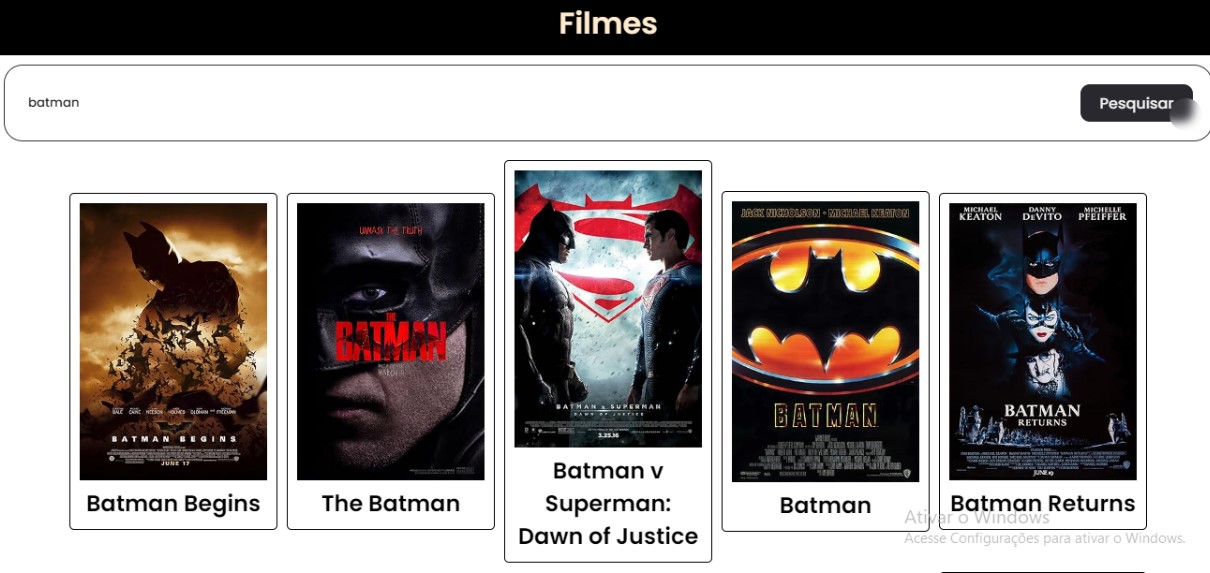 Filmes
batman
Pesquisar
BATMAN BEGINS
JUNE 17
Batman Begins
UNMASK THE TRUTH
THE
BATMAN
The Batman
BATMAN v SUPERMAN
DAWN OF JUSTICE
3.25.16
Batman v
Superman:
Dawn of Justice
JACK NICHOLSON · MICHAEL KEATON
BATMAN
Batman
MICHAEL KEATON
DANNY DEVITO
MICHELLE PFEIFFER
BATMAN
RETURNS
JUNE 19
Batman Returns
Ativar o Windows
Acesse Configurações para ativar o Windows.